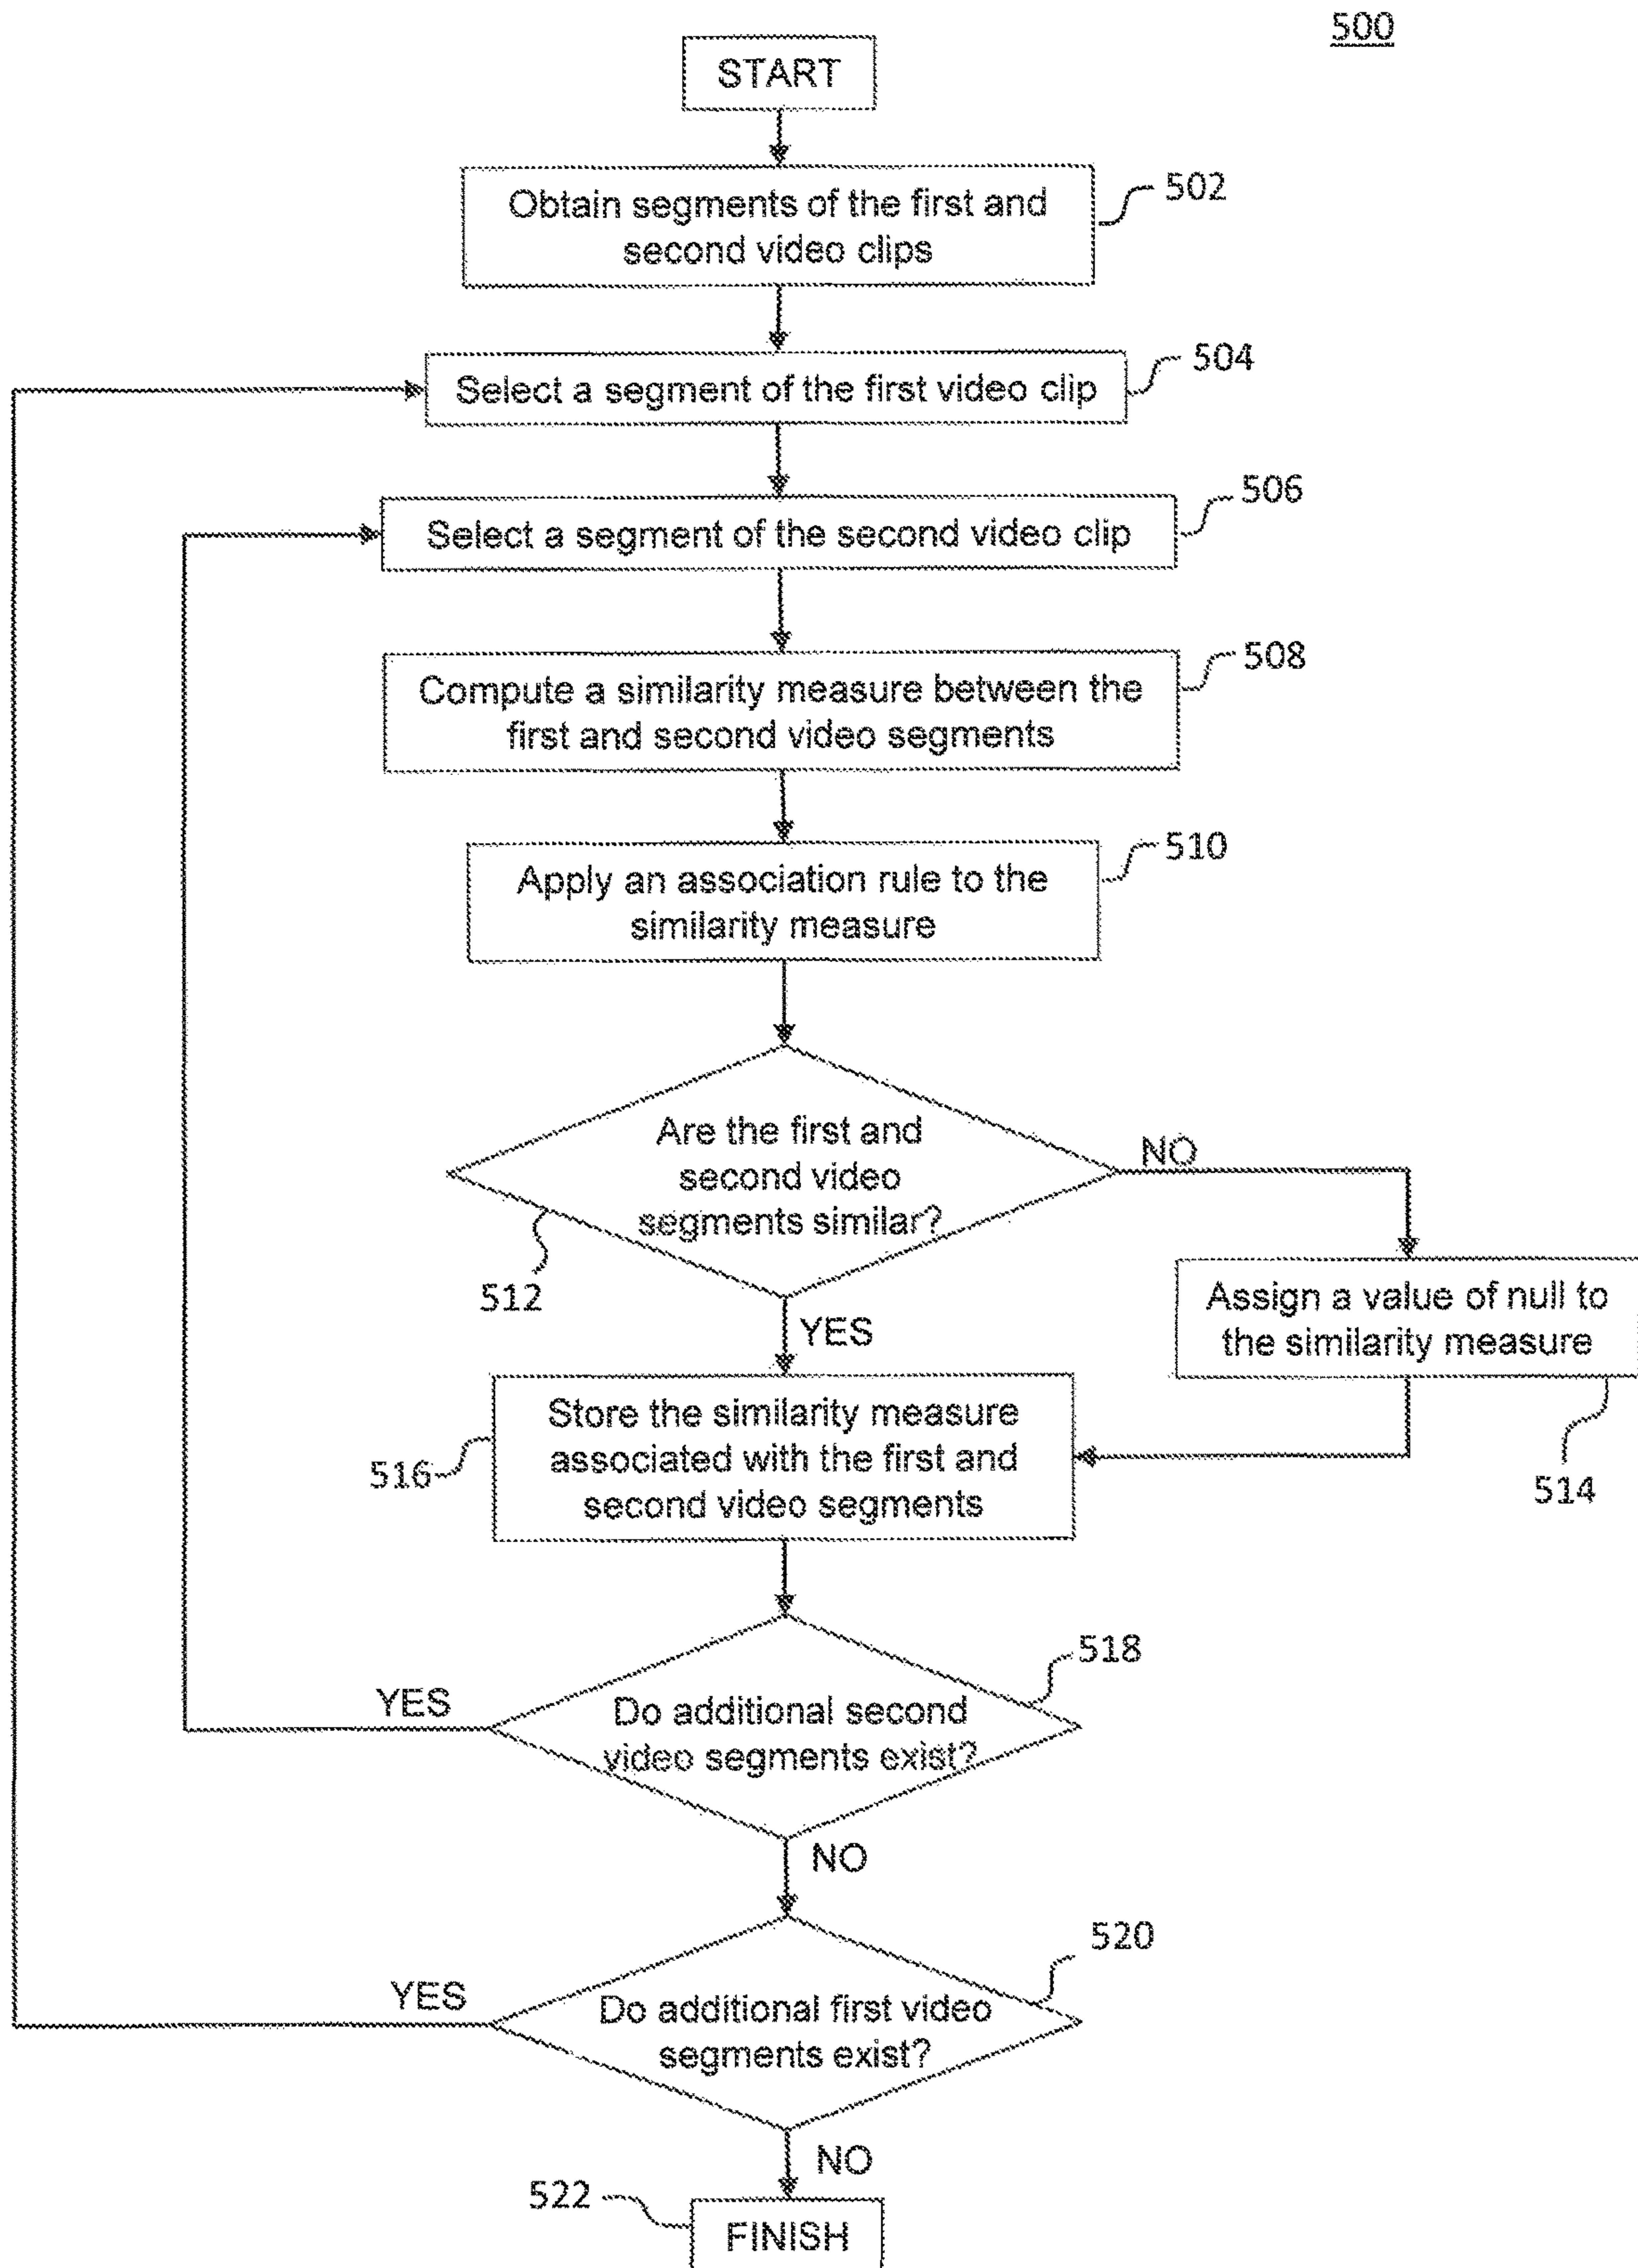 500
START
Obtain segments of the first and
second video clips
502
Select a segment of the first video clip
504
Select a segment of the second video clip
506
Compute a similarity measure between the
first and second video segments
508
Apply an association rule to the
similarity measure
510
Are the first and
second video
segments similar?
512
NO
YES
Assign a value of null to
the similarity measure
514
Store the similarity measure
associated with the first and
second video segments
516
Do additional second
video segments exist?
518
YES
NO
Do additional first video
segments exist?
520
YES
NO
522
FINISH